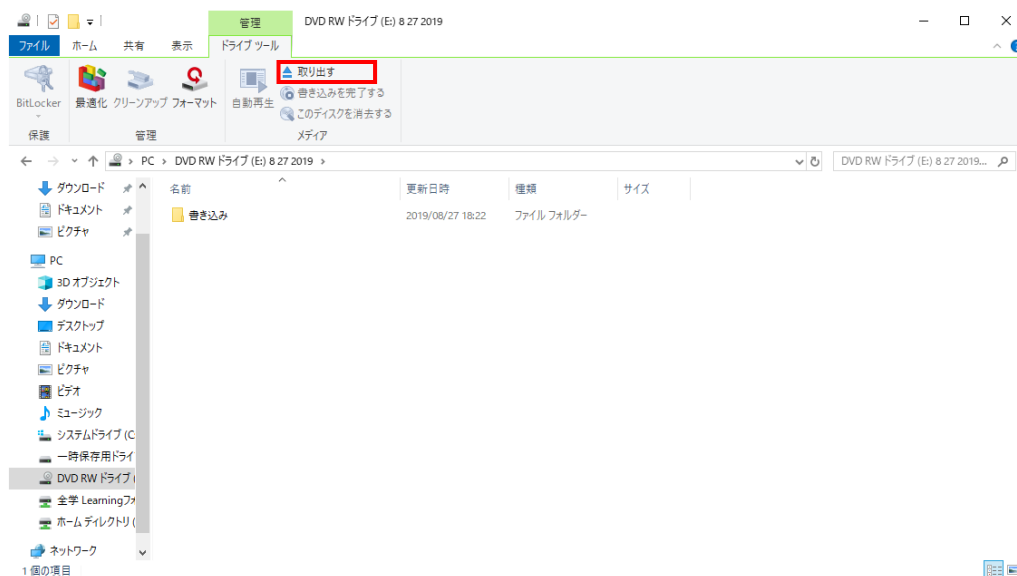 管理
DVD RW ドライブ (E:) 8 27 2019
ファイル
ホーム
共有
表示
ドライブ ツール
BitLocker
最適化
クリーンアップ
フォーマット
自動再生
取り出す
書き込みを完了する
このディスクを消去する
保護
管理
メディア
PC
DVD RW ドライブ (E:) 8 27 2019
DVD RW ドライブ (E:) 8 27 2019...
名前
更新日時
種類
サイズ
書き込み
2019/08/27 18:22
ファイル フォルダー
ダウンロード
ドキュメント
ピクチャ
PC
3D オブジェクト
ダウンロード
デスクトップ
ドキュメント
ピクチャ
ビデオ
ミュージック
システムドライブ (C
一時保存用ドライ
DVD RW ドライブ (
全学 Learningフォ
ホーム ディレクトリ (
ネットワーク
1 個の項目